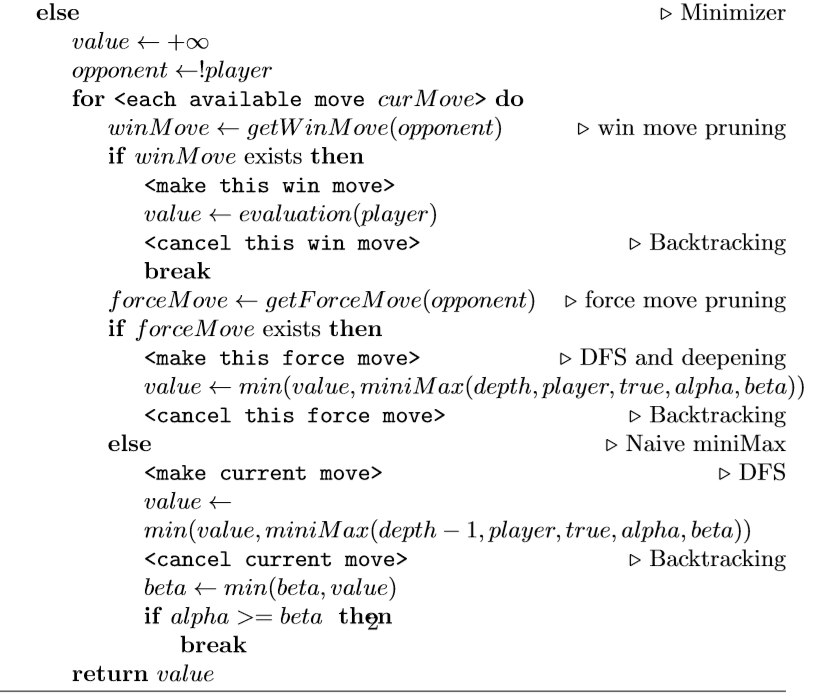 else ▷ Minimizer
value ← +∞
opponent ←!player
for <each available move curMove> do
winMove ← getWinMove(opponent) ▷ win move pruning
if winMove exists then
<make this win move>
value ← evaluation(player)
<cancel this win move> ▷ Backtracking
break
forceMove ← getForceMove(opponent) ▷ force move pruning
if forceMove exists then
<make this force move> ▷ DFS and deepening
value ← min(value, miniMax(depth, player, true, alpha, beta))
<cancel this force move> ▷ Backtracking
else ▷ Naive miniMax
<make current move> ▷ DFS
value ←
min(value, miniMax(depth − 1, player, true, alpha, beta))
<cancel current move> ▷ Backtracking
beta ← min(beta, value)
if alpha >= beta then
2
break
return value